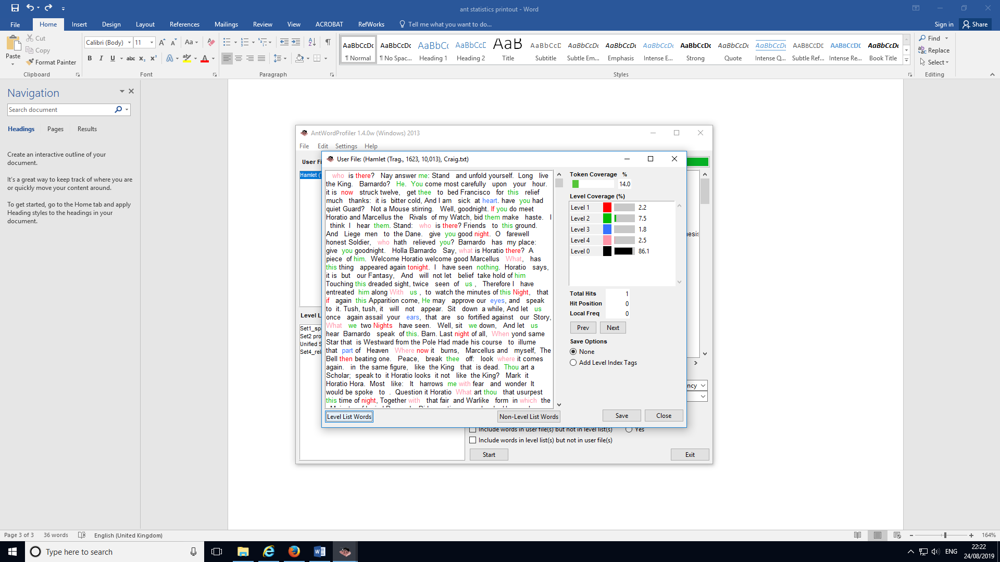 ant statistics printout - Word
File Home Insert Design Layout References Mailings Review View ACROBAT RefWorks Tell me what you want to do... Sign in Share
Paste
Cut
Copy
Format Painter
Clipboard
Calibri (Body) 11 A A Aa A
B I U abc x₂ x² A ab A
Font
Paragraph
AaBbCcDc AaBbCcDc AaBbCc AaBbCcD AaB AaBbCcD AaBbCcDc AaBbCcDc AaBbCcDc AaBbCcDc AaBbCcDc AaBbCcDc AABBCCDE AABBCCDE AaBbCcDc
¶ Normal ¶ No Spac... Heading 1 Heading 2 Title Subtitle Subtle Em... Emphasis Intense E... Strong Quote Intense Q... Subtle Ref... Intense Re... Book Title
Styles
Find
Replace
Select
Editing
Navigation
Search document
Headings Pages Results
Create an interactive outline of your
document.
It's a great way to keep track of where you are
or quickly move your content around.
To get started, go to the Home tab and apply
Heading styles to the headings in your
document.
AntWordProfiler 1.4.0w (Windows) 2013
File Edit Settings Help
User Fi
Hamlet (
Level L
Set1_sp
Set2 pro
Unified S
Set4_rel
User File: (Hamlet (Trag., 1623, 10,013), Craig.txt)
who is there? Nay answer me: Stand and unfold yourself. Long live
the King. Barnardo? He. You come most carefully upon your hour.
it is now struck twelve, get thee to bed Francisco for this relief
much thanks: it is bitter cold, And I am sick at heart. have you had
quiet Guard? Not a Mouse stirring. Well, goodnight. If you do meet
Horatio and Marcellus the Rivals of my Watch, bid them make haste. I
think I hear them. Stand: who is there? Friends to this ground.
And Liege men to the Dane. give you good night. O farewell
honest Soldier, who hath relieved you? Barnardo has my place:
give you goodnight. Holla Barnardo Say, what is Horatio there? A
piece of him. Welcome Horatio welcome good Marcellus What, has
this thing appeared again tonight. I have seen nothing. Horatio says,
it is but our Fantasy, And will not let belief take hold of him
Touching this dreaded sight, twice seen of us , Therefore I have
entreated him along With us , to watch the minutes of this Night, that
if again this Apparition come, He may approve our eyes, and speak
to it. Tush, tush, it will not appear. Sit down a while, And let us
once again assail your ears, that are so fortified against our Story,
What we two Nights have seen. Well, sit we down, And let us
hear Barnardo speak of this. Barn. Last night of all, When yond same
Star that is Westward from the Pole Had made his course to illume
that part of Heaven Where now it burns, Marcellus and myself, The
Bell then beating one. Peace, break thee off: look where it comes
again. in the same figure, like the King that is dead. Thou art a
Scholar; speak to it Horatio looks it not like the King? Mark it
Horatio Hora. Most like: It harrows me with fear and wonder It
would be spoke to . Question it Horatio What art thou that usurpest
this time of night, Together with that fair and Warlike form in which the
Level List Words Non-Level List Words
Token Coverage %
14.0
Level Coverage (%)
Level 1 2.2
Level 2 7.5
Level 3 1.8
Level 4 2.5
Level 0 86.1
Total Hits 1
Hit Position 0
Local Freq 0
Prev Next
Save Options
None
Add Level Index Tags
Save Close
nesis
ncy
Include words in user file(s) but not in level list(s) Yes
Include words in level list(s) but not in user file(s)
Start Exit
Page 3 of 3 36 words English (United Kingdom) 164%
Type here to search
ENG
22:22
24/08/2019